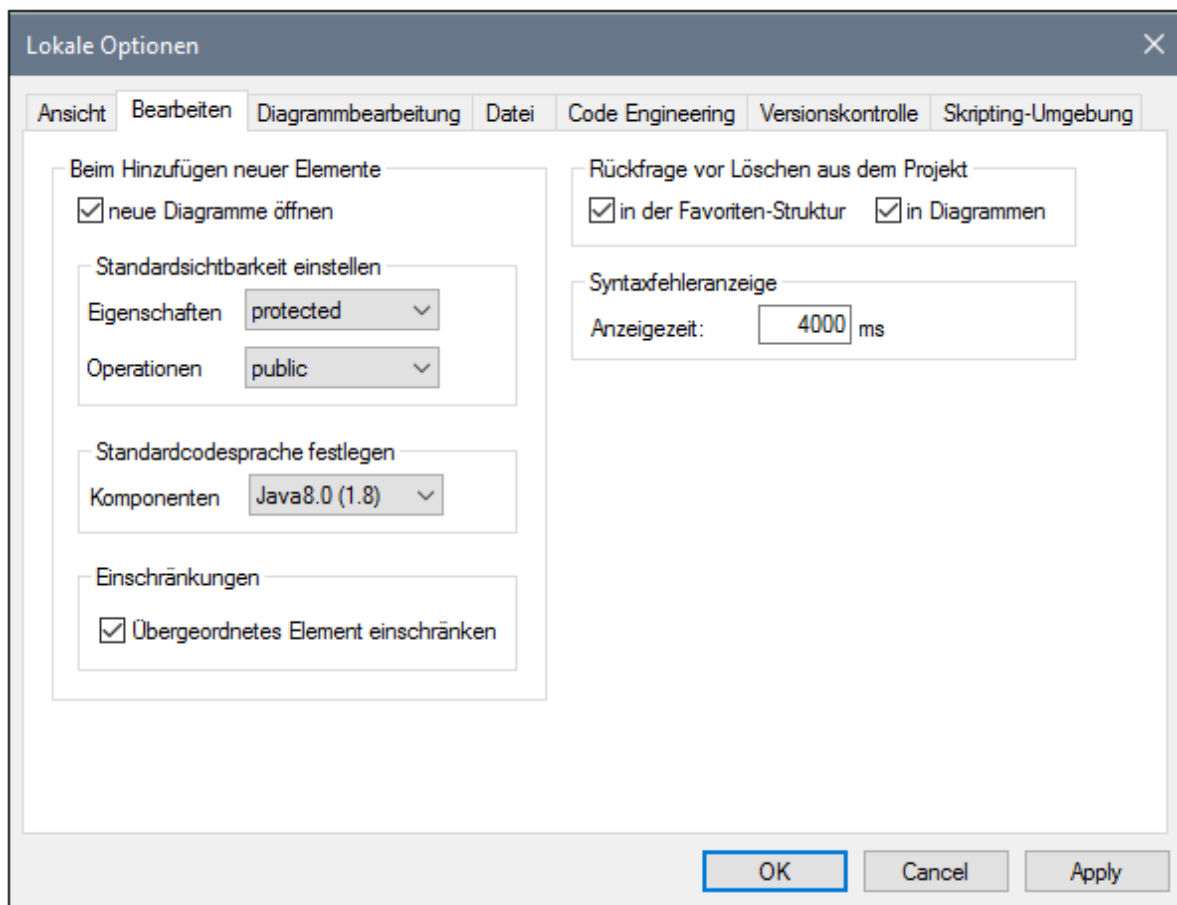 Lokale Optionen
Ansicht Bearbeiten Diagrammbearbeitung Datei Code Engineering Versionskontrolle Skripting-Umgebung
Beim Hinzufügen neuer Elemente
neue Diagramme öffnen
Standardsichtbarkeit einstellen
Eigenschaften protected
Operationen public
Standardcodesprache festlegen
Komponenten Java8.0 (1.8)
Einschränkungen
Übergeordnetes Element einschränken
Rückfrage vor Löschen aus dem Projekt
in der Favoriten-Struktur in Diagrammen
Syntaxfehleranzeige
Anzeigezeit: 4000 ms
OK Cancel Apply